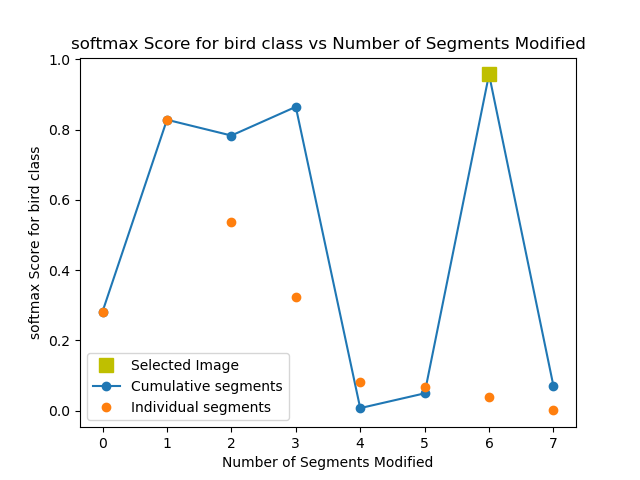 softmax Score for bird class vs Number of Segments Modified
1.0
0.8
0.6
0.4
0.2
0.0
softmax Score for bird class
Selected Image
Cumulative segments
Individual segments
0 1 2 3 4 5 6 7
Number of Segments Modified